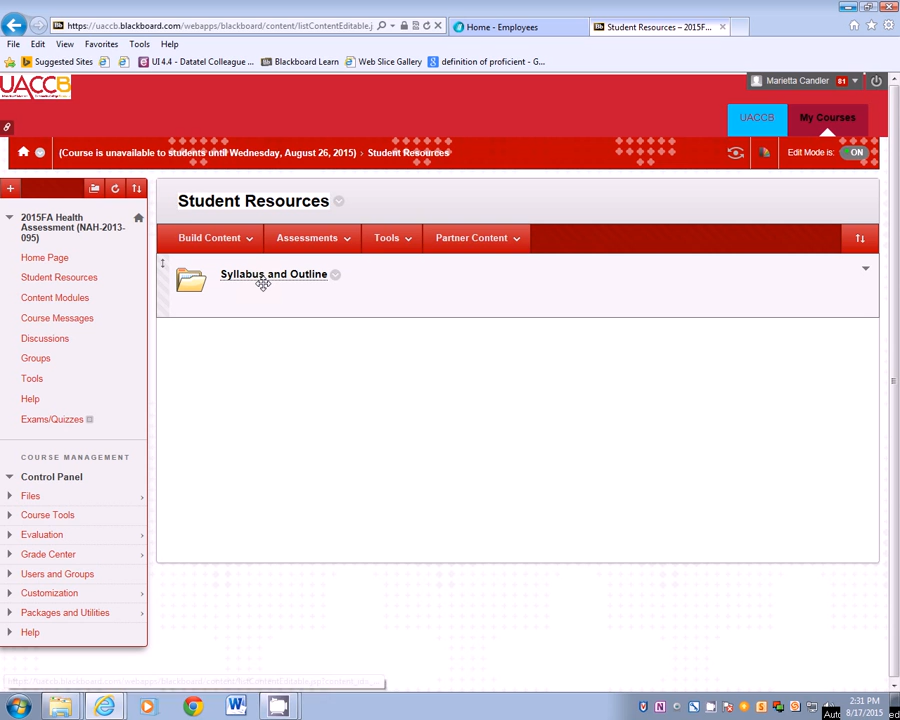 https://uaccb.blackboard.com/webapps/blackboard/content/listContentEditable.j
Home - Employees
Student Resources – 2015F...
File Edit View Favorites Tools Help
Suggested Sites
UI 4.4 - Datatel Colleague ...
Blackboard Learn
Web Slice Gallery
definition of proficient - G...
UACCB
Marietta Candler 81
UACCB
My Courses
(Course is unavailable to students until Wednesday, August 26, 2015) › Student Resources
Edit Mode is: ON
2015FA Health
Assessment (NAH-2013-
095)
Home Page
Student Resources
Content Modules
Course Messages
Discussions
Groups
Tools
Help
Exams/Quizzes
COURSE MANAGEMENT
Control Panel
Files
Course Tools
Evaluation
Grade Center
Users and Groups
Customization
Packages and Utilities
Help
Student Resources
Build Content
Assessments
Tools
Partner Content
Syllabus and Outline
2:31 PM
8/17/2015